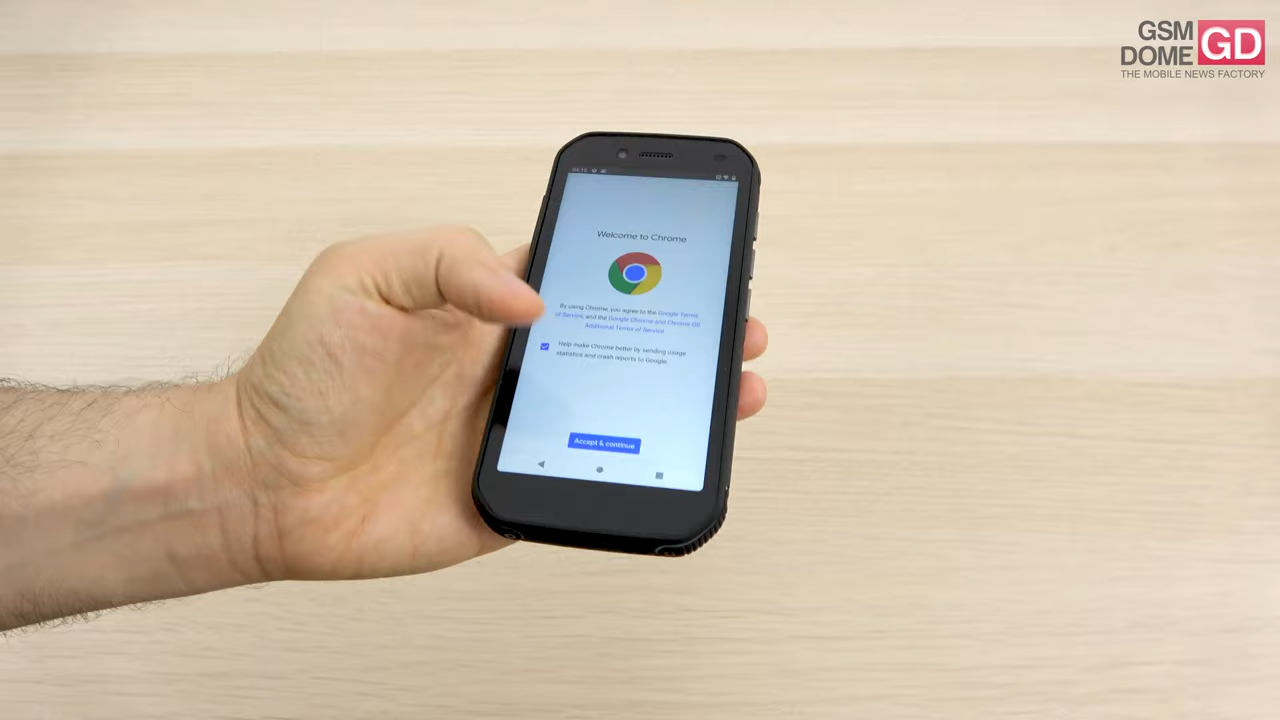 GSM
DOME GD
THE MOBILE NEWS FACTORY
Welcome to Chrome
By using Chrome, you agree to the Google Terms
of Service, and the Google Chrome and Chrome OS
Additional Terms of Service.
Help make Chrome better by sending usage
statistics and crash reports to Google.
Accept & continue